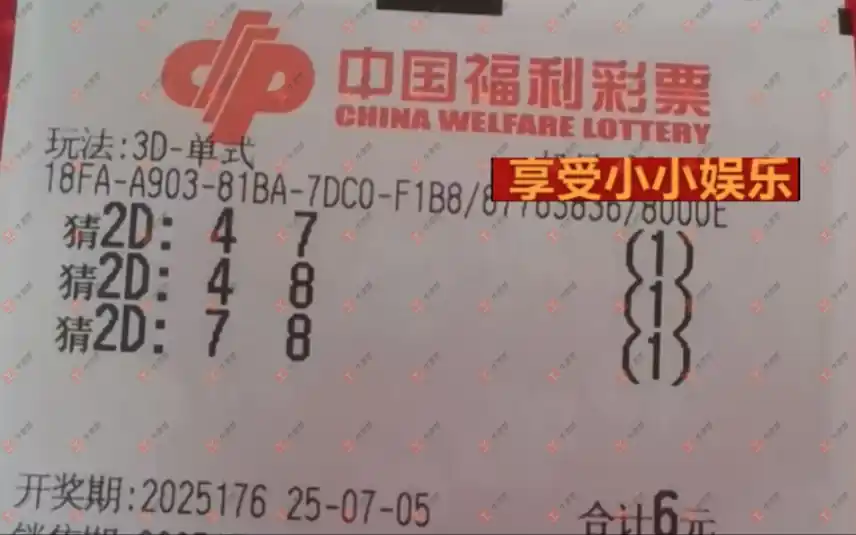 中国福利彩票
CHINA WELFARE LOTTERY
玩法:3D-单式
享受小小娱乐
18FA-A903-81BA-7DC0-F1B8/87765856/8000E
猜2D: 4 7 (1)
猜2D: 4 8 (1)
猜2D: 7 8 (1)
开奖期:2025176 25-07-05
合计6元